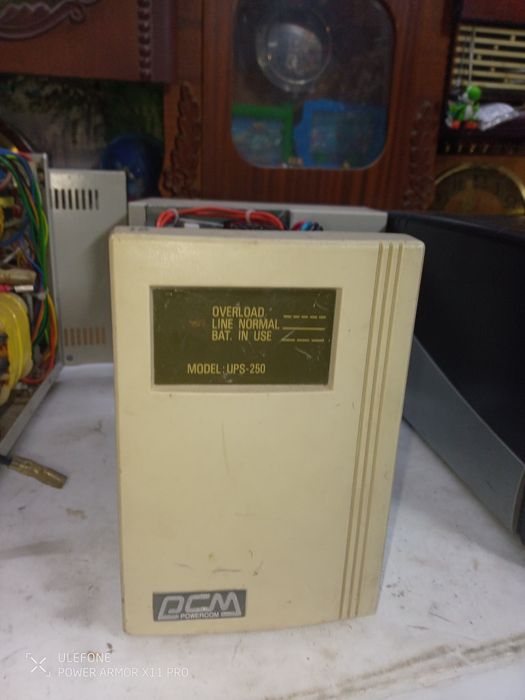 OVERLOAD
LINE NORMAL
BAT. IN USE
MODEL: UPS-250
PCM
POWERCOM
ULEFONE
POWER ARMOR X11 PRO